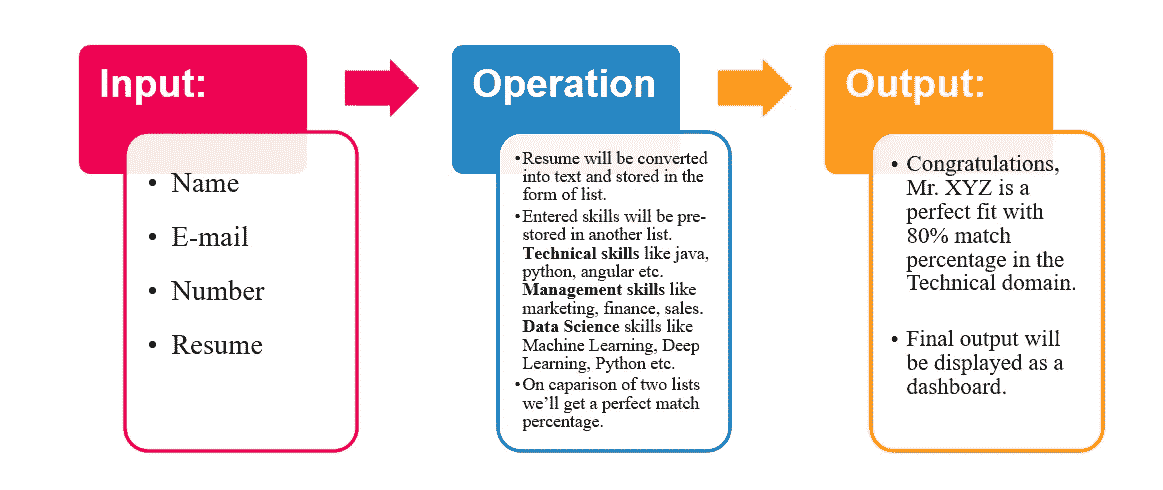 Input:
• Name
• E-mail
• Number
• Resume
Operation
•Resume will be converted
into text and stored in the
form of list.
•Entered skills will be pre-
stored in another list.
Technical skills like java,
python, angular etc.
Management skills like
marketing, finance, sales.
Data Science skills like
Machine Learning, Deep
Learning, Python etc.
•On caparison of two lists
we’ll get a perfect match
percentage.
Output:
• Congratulations,
Mr. XYZ is a
perfect fit with
80% match
percentage in the
Technical domain.
• Final output will
be displayed as a
dashboard.